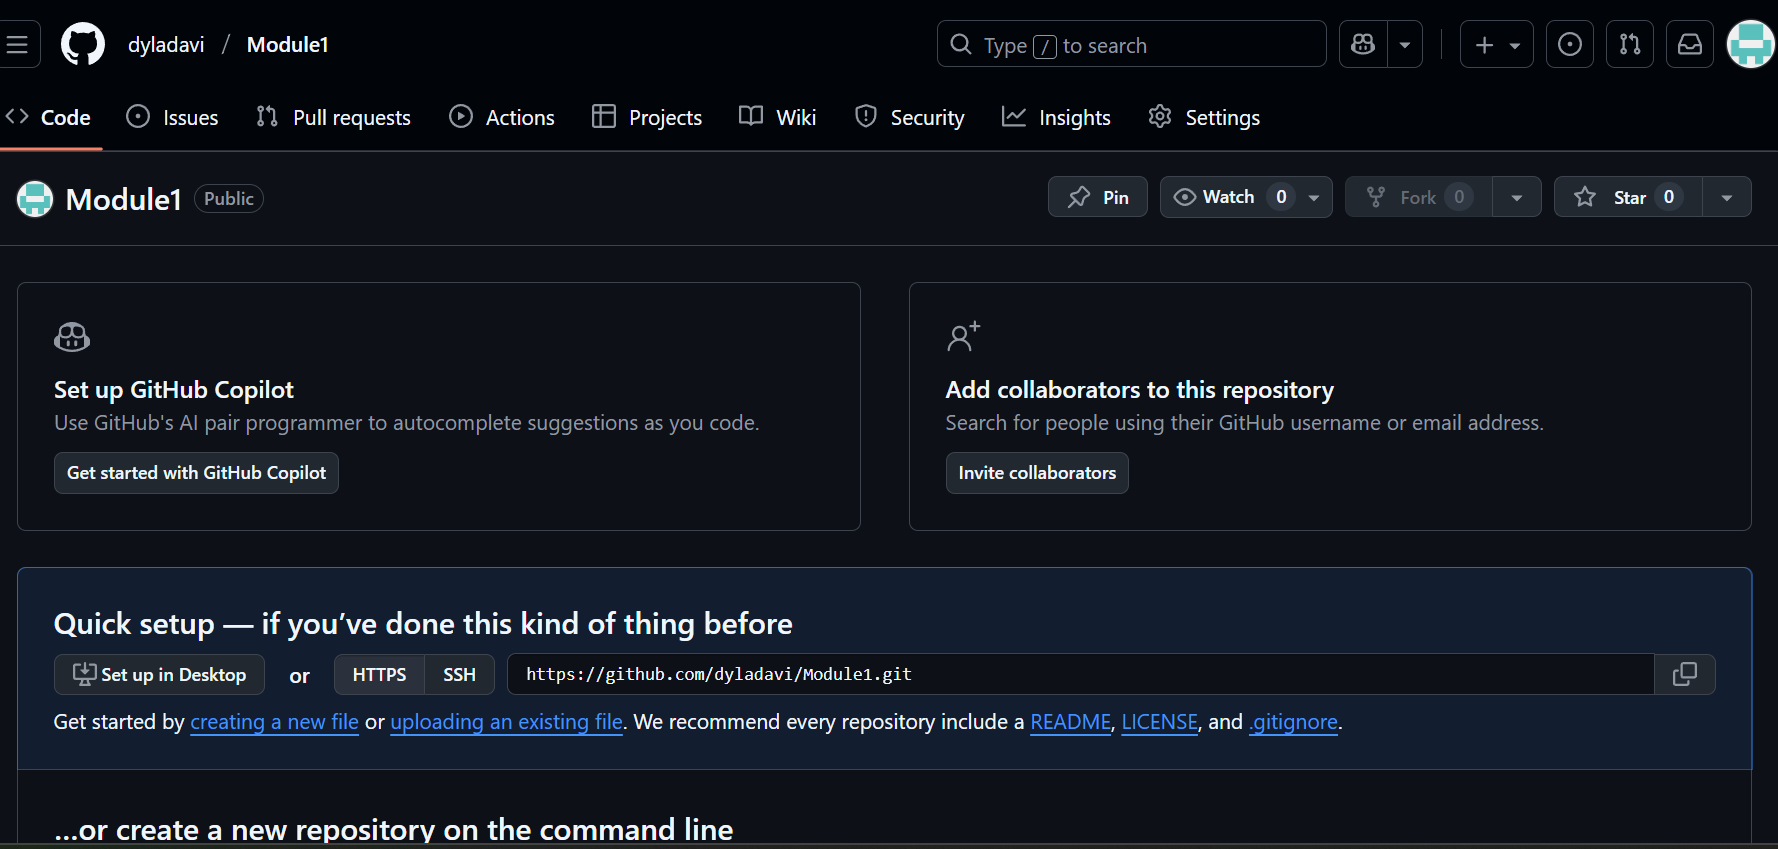 dyladavi / Module1
Type / to search
Code Issues Pull requests Actions Projects Wiki Security Insights Settings
Module1 Public
Pin Watch 0 Fork 0 Star 0
Set up GitHub Copilot
Use GitHub's AI pair programmer to autocomplete suggestions as you code.
Get started with GitHub Copilot
Add collaborators to this repository
Search for people using their GitHub username or email address.
Invite collaborators
Quick setup — if you’ve done this kind of thing before
Set up in Desktop or HTTPS SSH https://github.com/dyladavi/Module1.git
Get started by creating a new file or uploading an existing file. We recommend every repository include a README, LICENSE, and .gitignore.
…or create a new repository on the command line